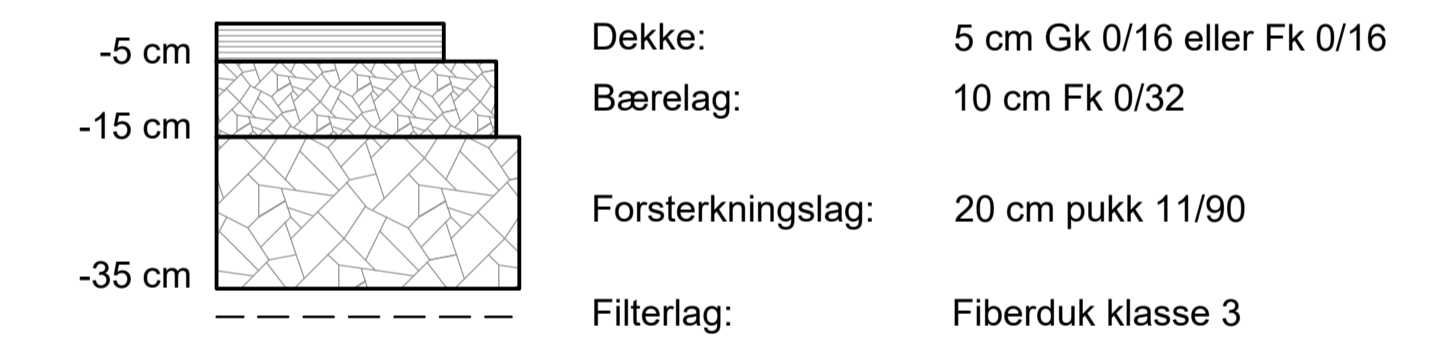 Dekke: 5 cm Gk 0/16 eller Fk 0/16
-5 cm
Bærelag: 10 cm Fk 0/32
-15 cm
Forsterkningslag: 20 cm pukk 11/90
-35 cm
Filterlag: Fiberduk klasse 3